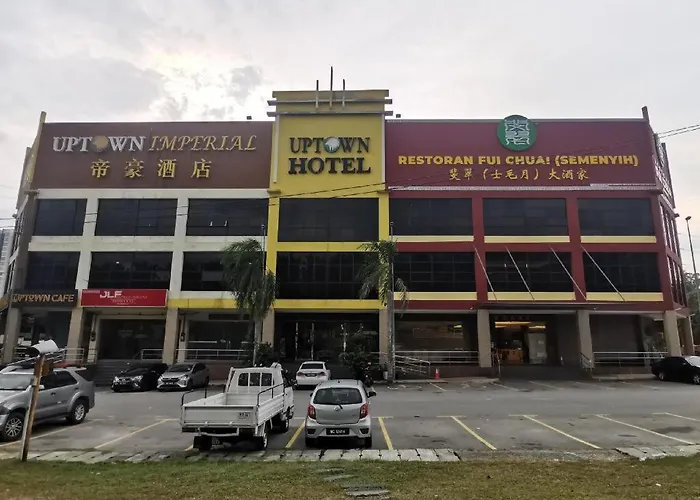 UPTOWN IMPERIAL
帝豪酒店
UPTOWN
HOTEL
RESTORAN FUI CHUAI (SEMENYIH)
翡翠（士毛月）大酒家
UPTOWN CAFE
JLF